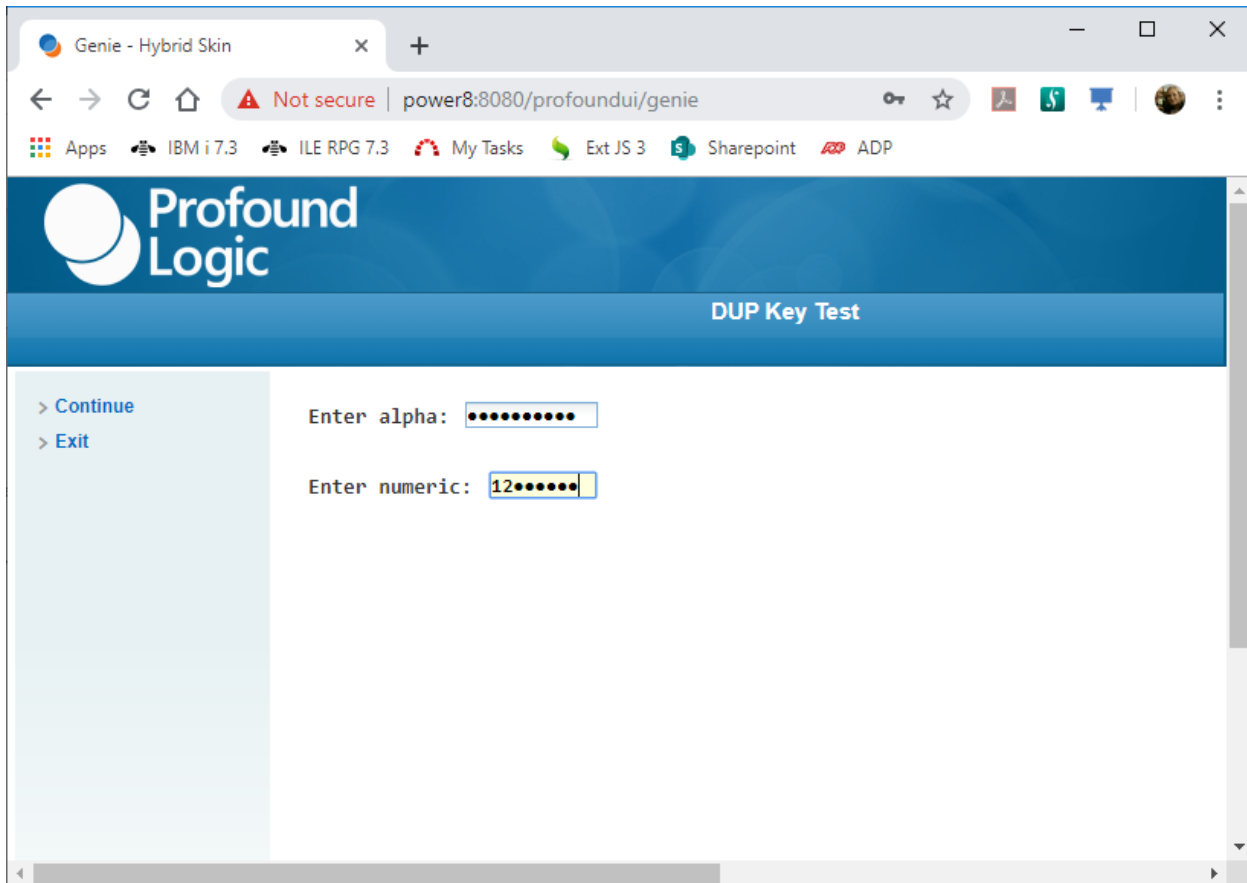 Genie - Hybrid Skin
Not secure | power8:8080/profoundui/genie
Apps IBM i 7.3 ILE RPG 7.3 My Tasks Ext JS 3 Sharepoint ADP
Profound
Logic
DUP Key Test
> Continue
> Exit
Enter alpha: ••••••••••
Enter numeric: 12••••••